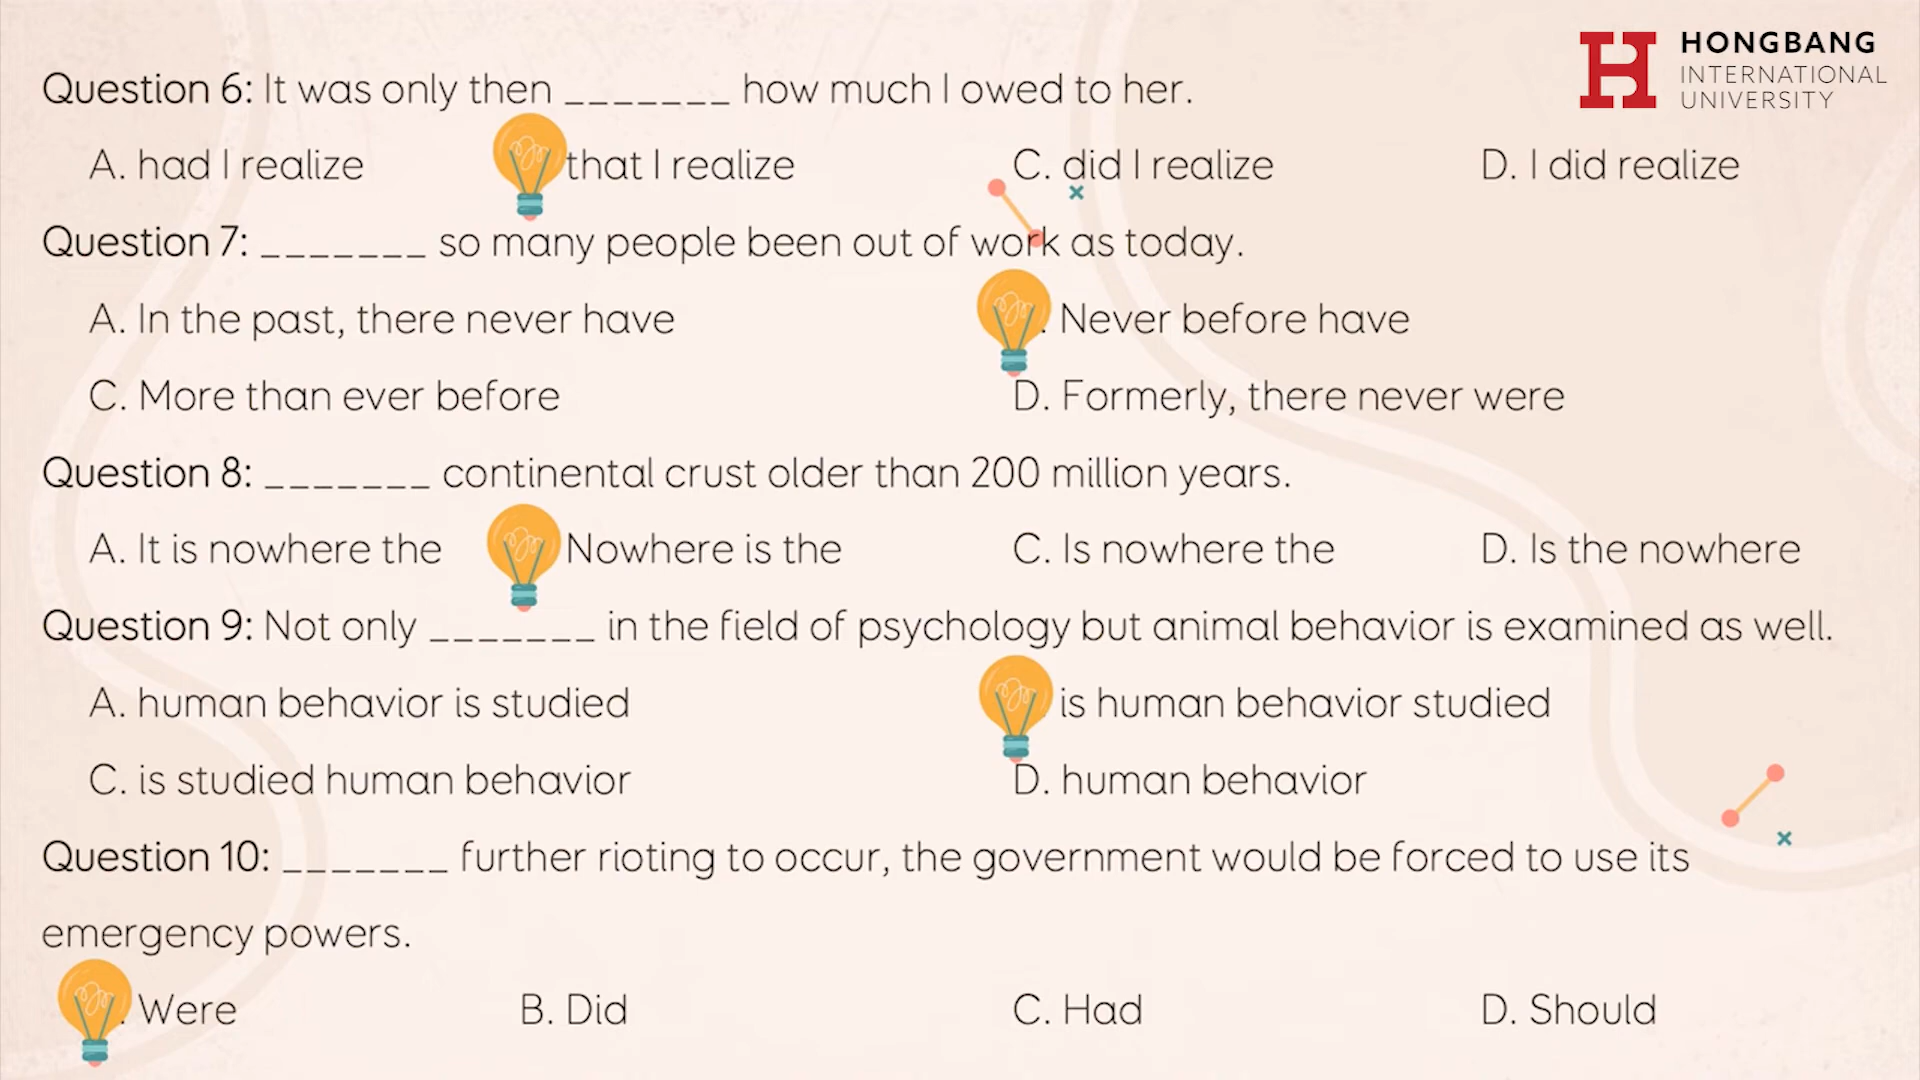 HONGBANG
INTERNATIONAL
UNIVERSITY
Question 6: It was only then _______ how much I owed to her.
A. had I realize that I realize C. did I realize D. I did realize
Question 7: _______ so many people been out of work as today.
A. In the past, there never have . Never before have
C. More than ever before D. Formerly, there never were
Question 8: _______ continental crust older than 200 million years.
A. It is nowhere the Nowhere is the C. Is nowhere the D. Is the nowhere
Question 9: Not only _______ in the field of psychology but animal behavior is examined as well.
A. human behavior is studied is human behavior studied
C. is studied human behavior D. human behavior
Question 10: _______ further rioting to occur, the government would be forced to use its
emergency powers.
. Were B. Did C. Had D. Should